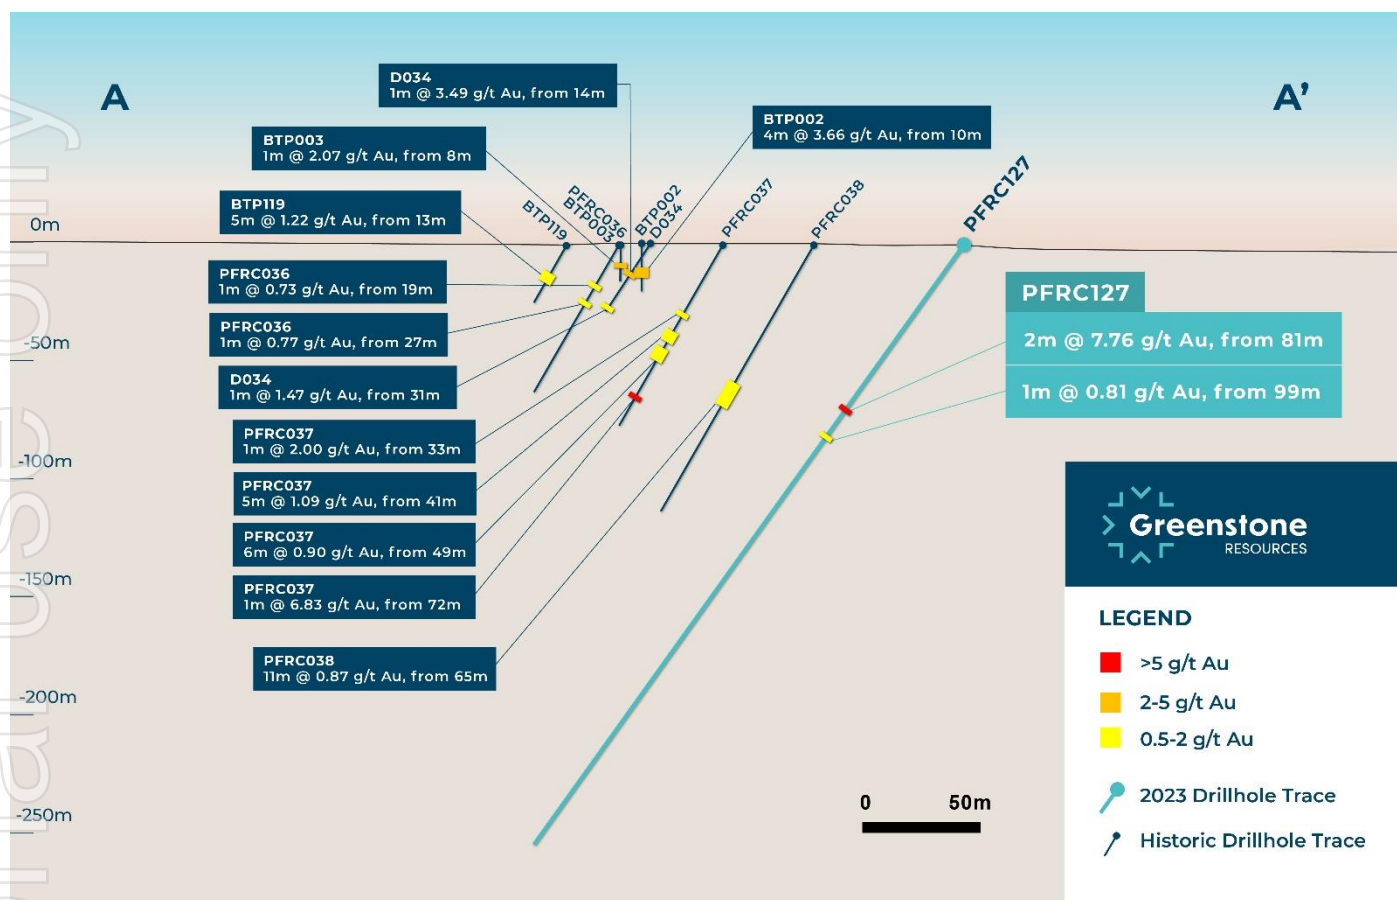 A
A’
D034
1m @ 3.49 g/t Au, from 14m
BTP002
4m @ 3.66 g/t Au, from 10m
BTP003
1m @ 2.07 g/t Au, from 8m
BTP119
5m @ 1.22 g/t Au, from 13m
BTP119
PFRC036
BTP003
BTP002
D034
PFRC037
PFRC038
PFRC127
0m
PFRC036
1m @ 0.73 g/t Au, from 19m
PFRC036
1m @ 0.77 g/t Au, from 27m
D034
1m @ 1.47 g/t Au, from 31m
PFRC037
1m @ 2.00 g/t Au, from 33m
PFRC037
5m @ 1.09 g/t Au, from 41m
PFRC037
6m @ 0.90 g/t Au, from 49m
PFRC037
1m @ 6.83 g/t Au, from 72m
PFRC038
11m @ 0.87 g/t Au, from 65m
-50m
-100m
-150m
-200m
-250m
PFRC127
2m @ 7.76 g/t Au, from 81m
1m @ 0.81 g/t Au, from 99m
Greenstone
RESOURCES
LEGEND
>5 g/t Au
2-5 g/t Au
0.5-2 g/t Au
2023 Drillhole Trace
Historic Drillhole Trace
0 50m
use only